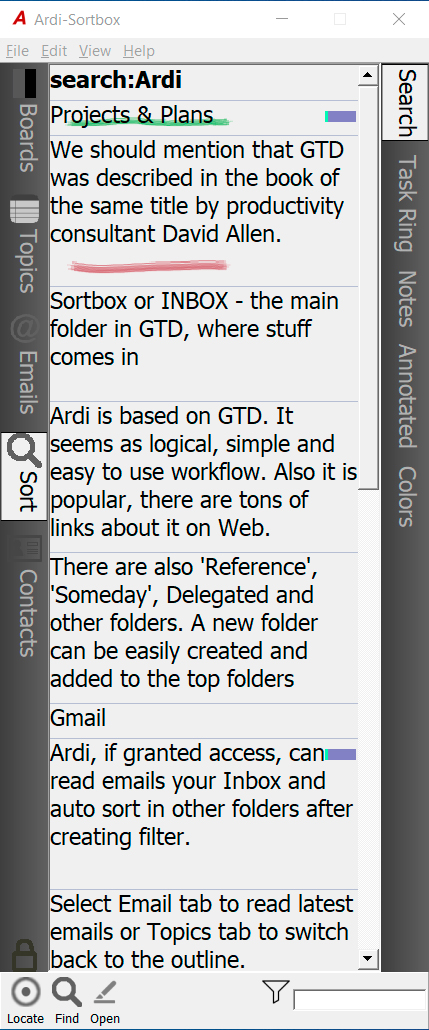 Ardi-Sortbox
File Edit View Help
Boards
Topics
@ Emails
Sort
Contacts
search:Ardi
Projects & Plans
We should mention that GTD
was described in the book of
the same title by productivity
consultant David Allen.
Sortbox or INBOX - the main
folder in GTD, where stuff
comes in
Ardi is based on GTD. It
seems as logical, simple and
easy to use workflow. Also it is
popular, there are tons of
links about it on Web.
There are also 'Reference',
'Someday', Delegated and
other folders. A new folder
can be easily created and
added to the top folders
Gmail
Ardi, if granted access, can
read emails your Inbox and
auto sort in other folders after
creating filter.
Select Email tab to read latest
emails or Topics tab to switch
back to the outline.
Search
Task Ring
Notes
Annotated
Colors
Locate Find Open